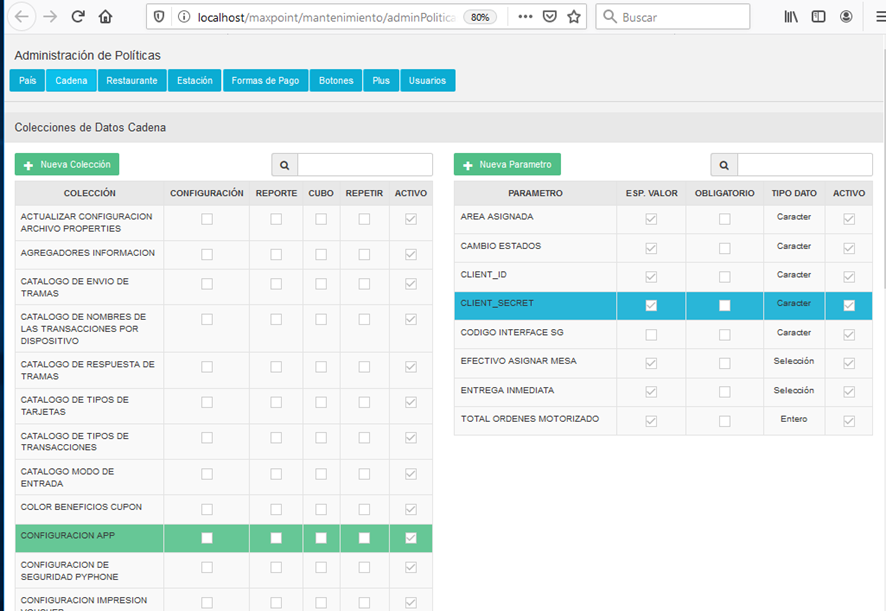 localhost/maxpoint/mantenimiento/adminPolitica
80%
Buscar
Administración de Políticas
País
Cadena
Restaurante
Estación
Formas de Pago
Botones
Plus
Usuarios
Colecciones de Datos Cadena
Nueva Colección
COLECCIÓN CONFIGURACIÓN REPORTE CUBO REPETIR ACTIVO
ACTUALIZAR CONFIGURACION
ARCHIVO PROPERTIES
AGREGADORES INFORMACION
CATALOGO DE ENVIO DE
TRAMAS
CATALOGO DE NOMBRES DE
LAS TRANSACCIONES POR
DISPOSITIVO
CATALOGO DE RESPUESTA DE
TRAMAS
CATALOGO DE TIPOS DE
TARJETAS
CATALOGO DE TIPOS DE
TRANSACCIONES
CATALOGO MODO DE
ENTRADA
COLOR BENEFICIOS CUPON
CONFIGURACION APP
CONFIGURACION DE
SEGURIDAD PYPHONE
CONFIGURACION IMPRESION
VOUCHER
Nueva Parametro
PARAMETRO ESP. VALOR OBLIGATORIO TIPO DATO ACTIVO
AREA ASIGNADA Caracter
CAMBIO ESTADOS Caracter
CLIENT_ID Caracter
CLIENT_SECRET Caracter
CODIGO INTERFACE SG Caracter
EFECTIVO ASIGNAR MESA Selección
ENTREGA INMEDIATA Selección
TOTAL ORDENES MOTORIZADO Entero